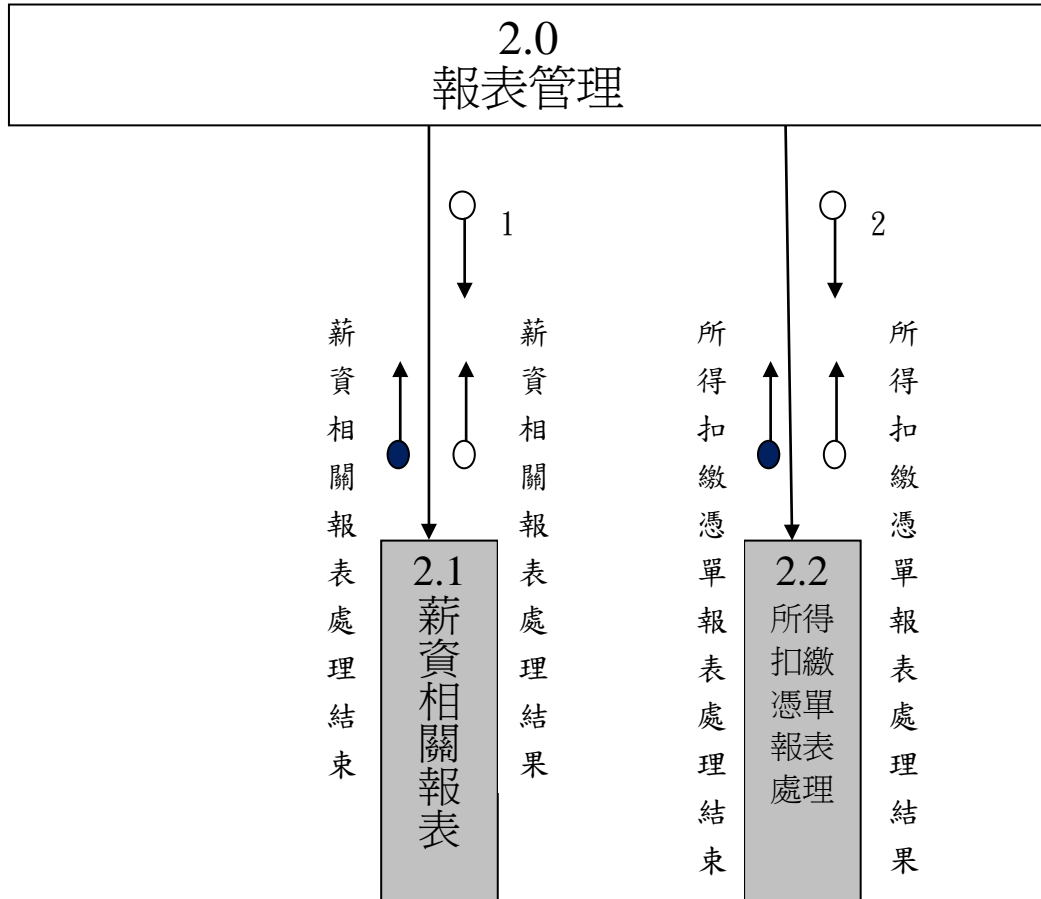 2.0
報表管理
1
2
薪資相關報表處理結束
薪資相關報表處理結果
所得扣繳憑單報表處理結束
所得扣繳憑單報表處理結果
2.1
薪資相關報表
2.2
所得
扣繳
憑單
報表
處理